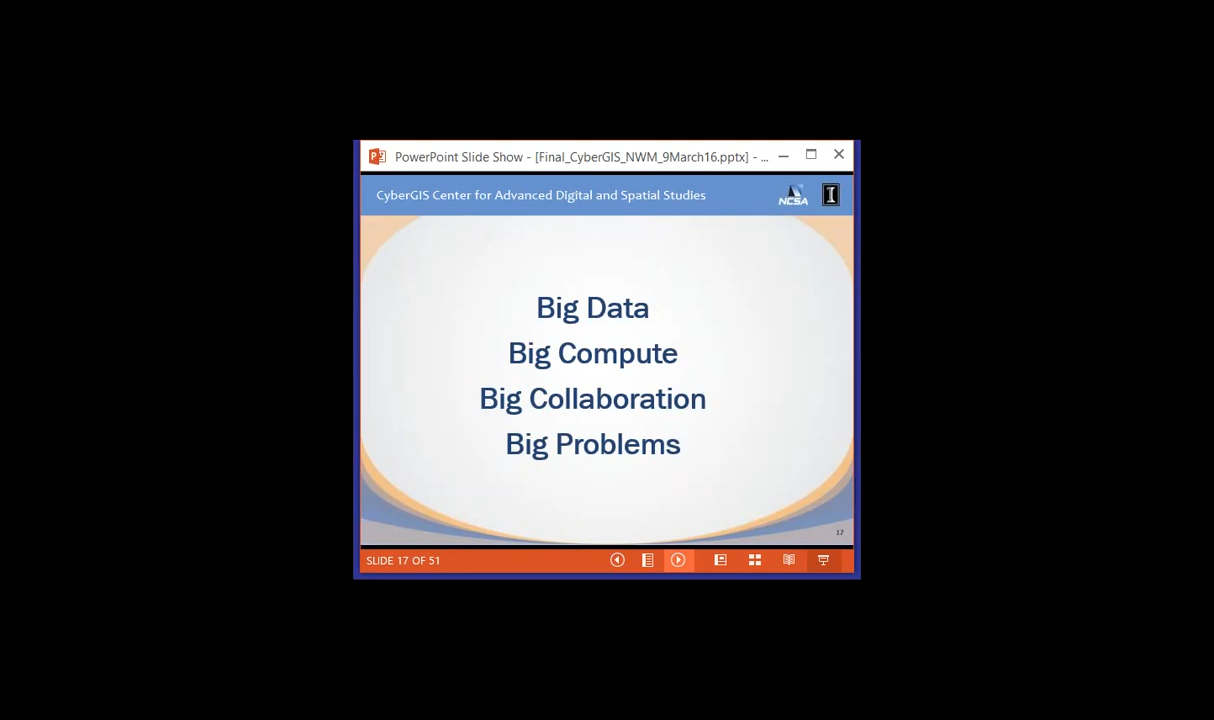 PowerPoint Slide Show - [Final_CyberGIS_NWM_9March16.pptx] - ...
CyberGIS Center for Advanced Digital and Spatial Studies
NCSA
I
Big Data
Big Compute
Big Collaboration
Big Problems
17
SLIDE 17 OF 51